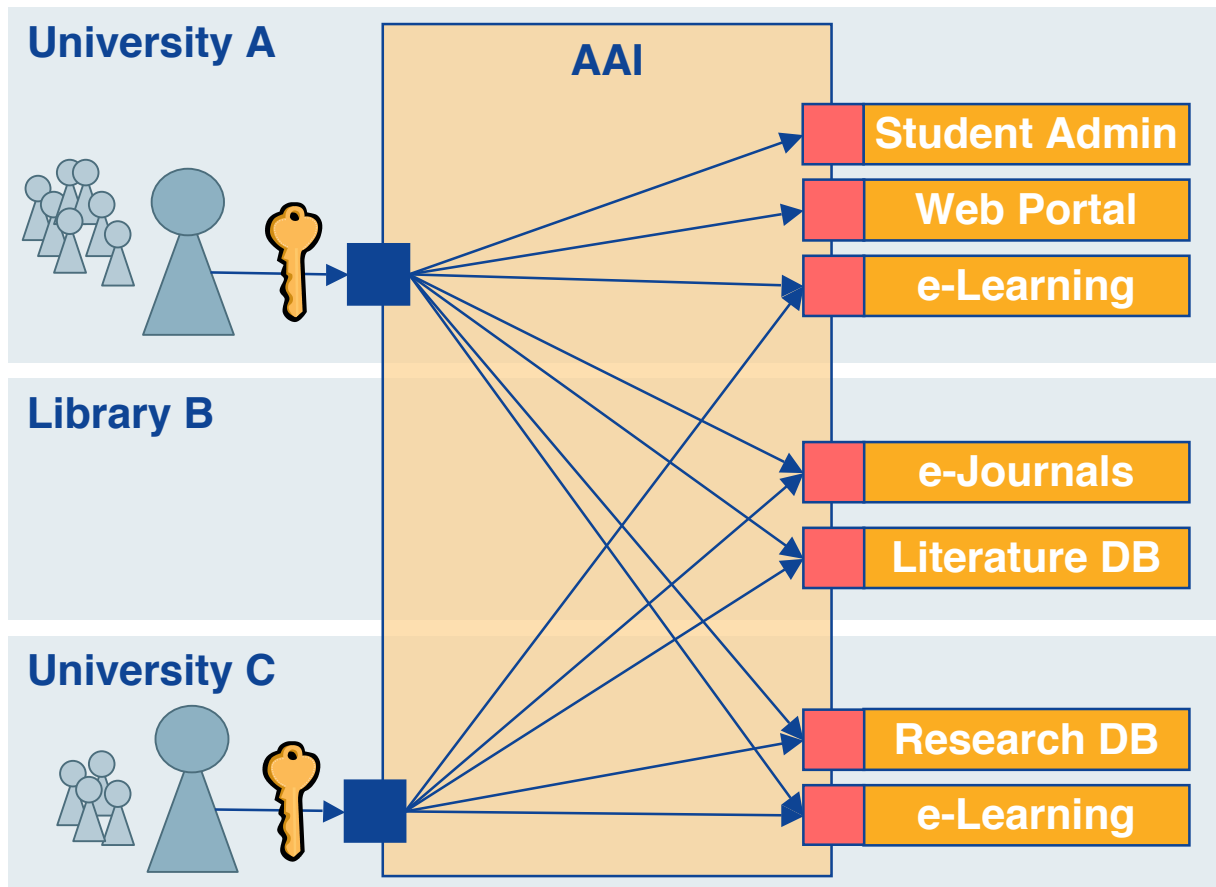 University A
AAI
Student Admin
Web Portal
e-Learning
Library B
e-Journals
Literature DB
University C
Research DB
e-Learning